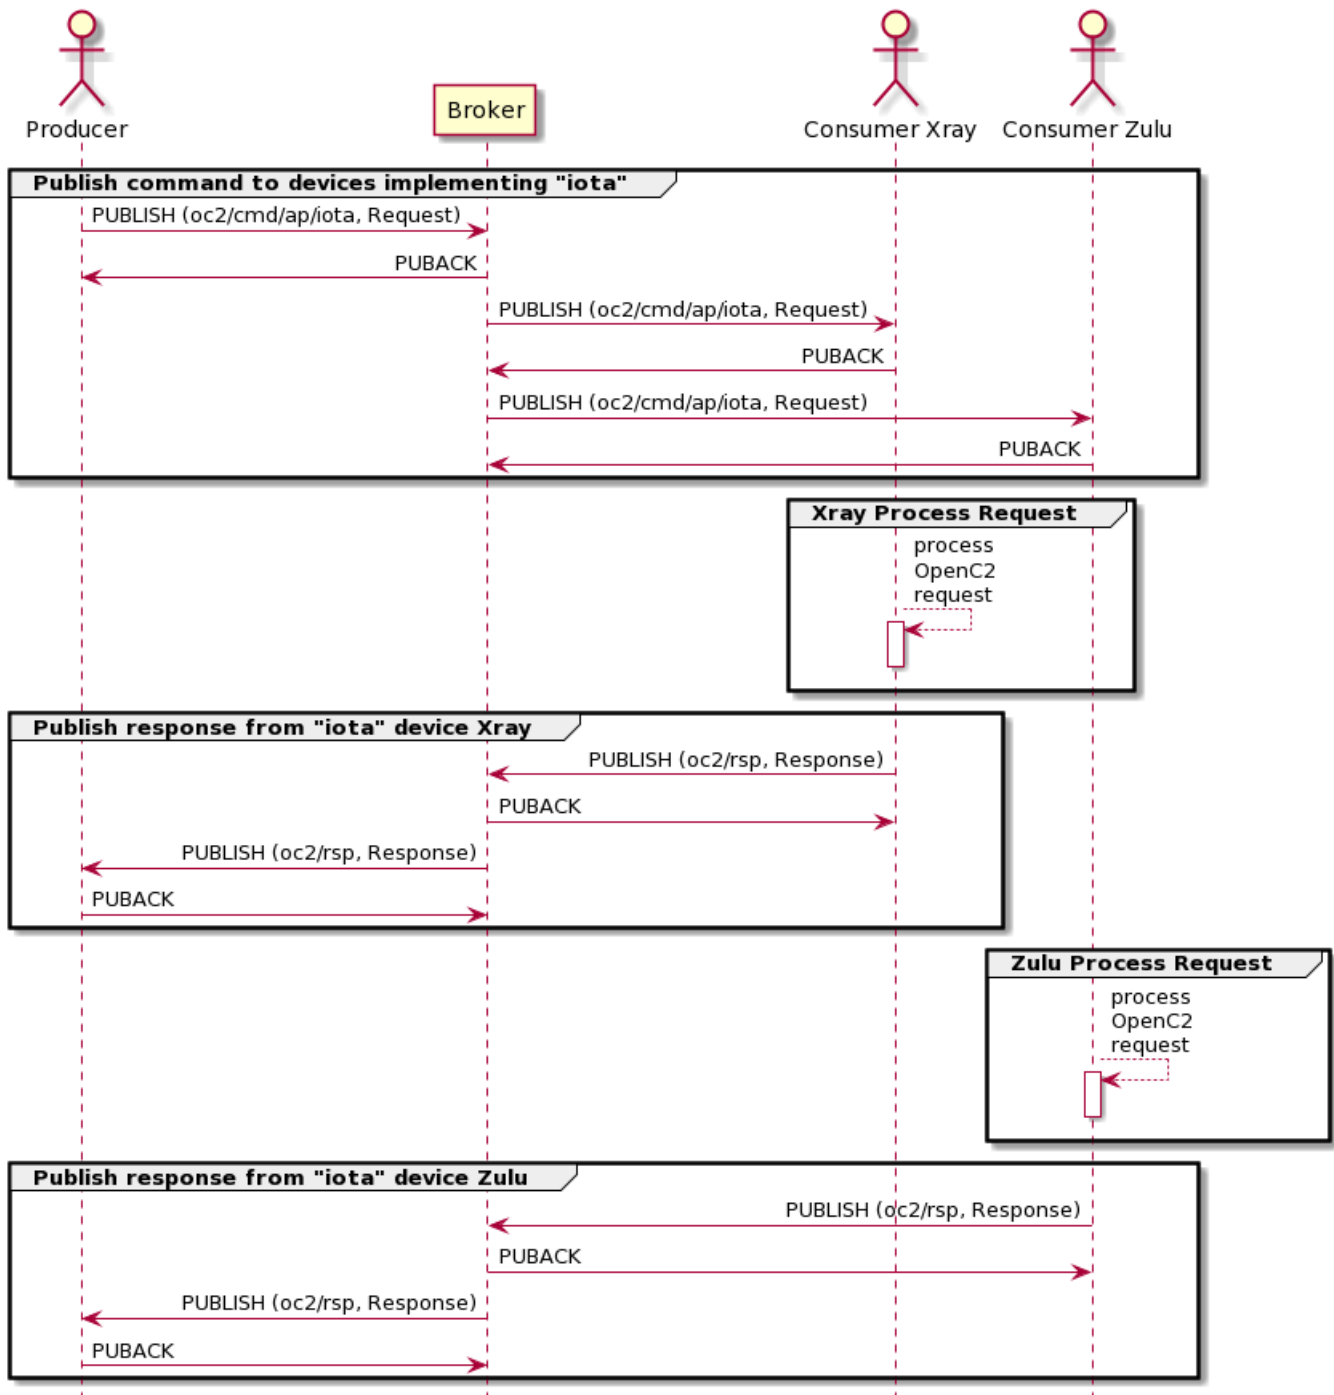 Producer
Broker
Consumer Xray
Consumer Zulu
Publish command to devices implementing "iota"
PUBLISH (oc2/cmd/ap/iota, Request)
PUBACK
PUBLISH (oc2/cmd/ap/iota, Request)
PUBACK
PUBLISH (oc2/cmd/ap/iota, Request)
PUBACK
Xray Process Request
process
OpenC2
request
Publish response from "iota" device Xray
PUBLISH (oc2/rsp, Response)
PUBACK
PUBLISH (oc2/rsp, Response)
PUBACK
Zulu Process Request
process
OpenC2
request
Publish response from "iota" device Zulu
PUBLISH (oc2/rsp, Response)
PUBACK
PUBLISH (oc2/rsp, Response)
PUBACK